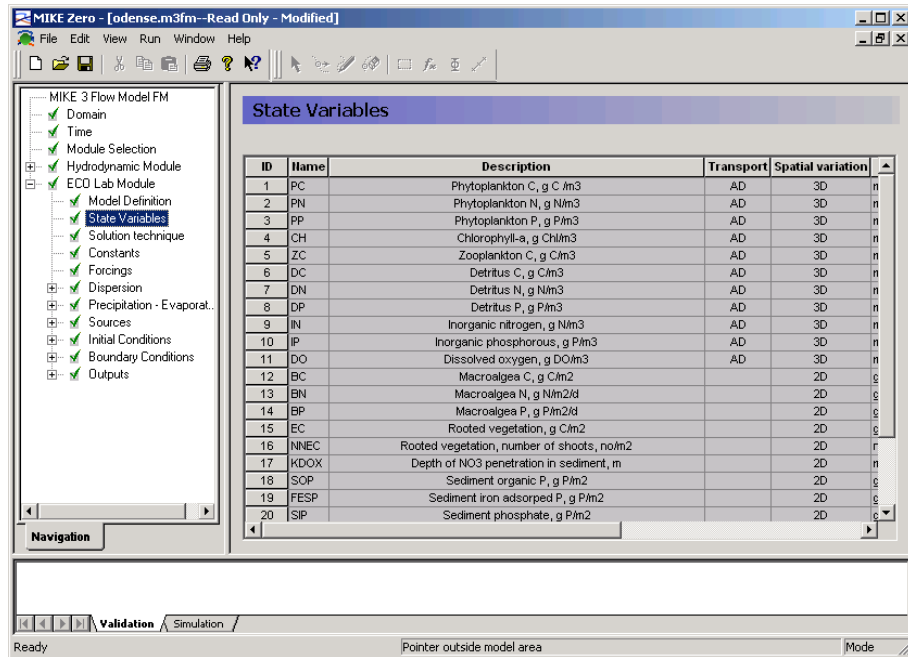 MIKE Zero - [odense.m3fm--Read Only - Modified]
File Edit View Run Window Help
MIKE 3 Flow Model FM
Domain
Time
Module Selection
Hydrodynamic Module
ECO Lab Module
Model Definition
State Variables
Solution technique
Constants
Forcings
Dispersion
Precipitation - Evaporat..
Sources
Initial Conditions
Boundary Conditions
Outputs
Navigation
State Variables
ID Name Description Transport Spatial variation
1 PC Phytoplankton C, g C /m3 AD 3D
2 PN Phytoplankton N, g N/m3 AD 3D
3 PP Phytoplankton P, g P/m3 AD 3D
4 CH Chlorophyll-a, g Chl/m3 AD 3D
5 ZC Zooplankton C, g C/m3 AD 3D
6 DC Detritus C, g C/m3 AD 3D
7 DN Detritus N, g N/m3 AD 3D
8 DP Detritus P, g P/m3 AD 3D
9 IN Inorganic nitrogen, g N/m3 AD 3D
10 IP Inorganic phosphorous, g P/m3 AD 3D
11 DO Dissolved oxygen, g DO/m3 AD 3D
12 BC Macroalgea C, g C/m2 2D
13 BN Macroalgea N, g N/m2/d 2D
14 BP Macroalgea P, g P/m2/d 2D
15 EC Rooted vegetation, g C/m2 2D
16 NNEC Rooted vegetation, number of shoots, no/m2 2D
17 KDOX Depth of NO3 penetration in sediment, m 2D
18 SOP Sediment organic P, g P/m2 2D
19 FESP Sediment iron adsorped P, g P/m2 2D
20 SIP Sediment phosphate, g P/m2 2D
Validation Simulation
Ready Pointer outside model area Mode